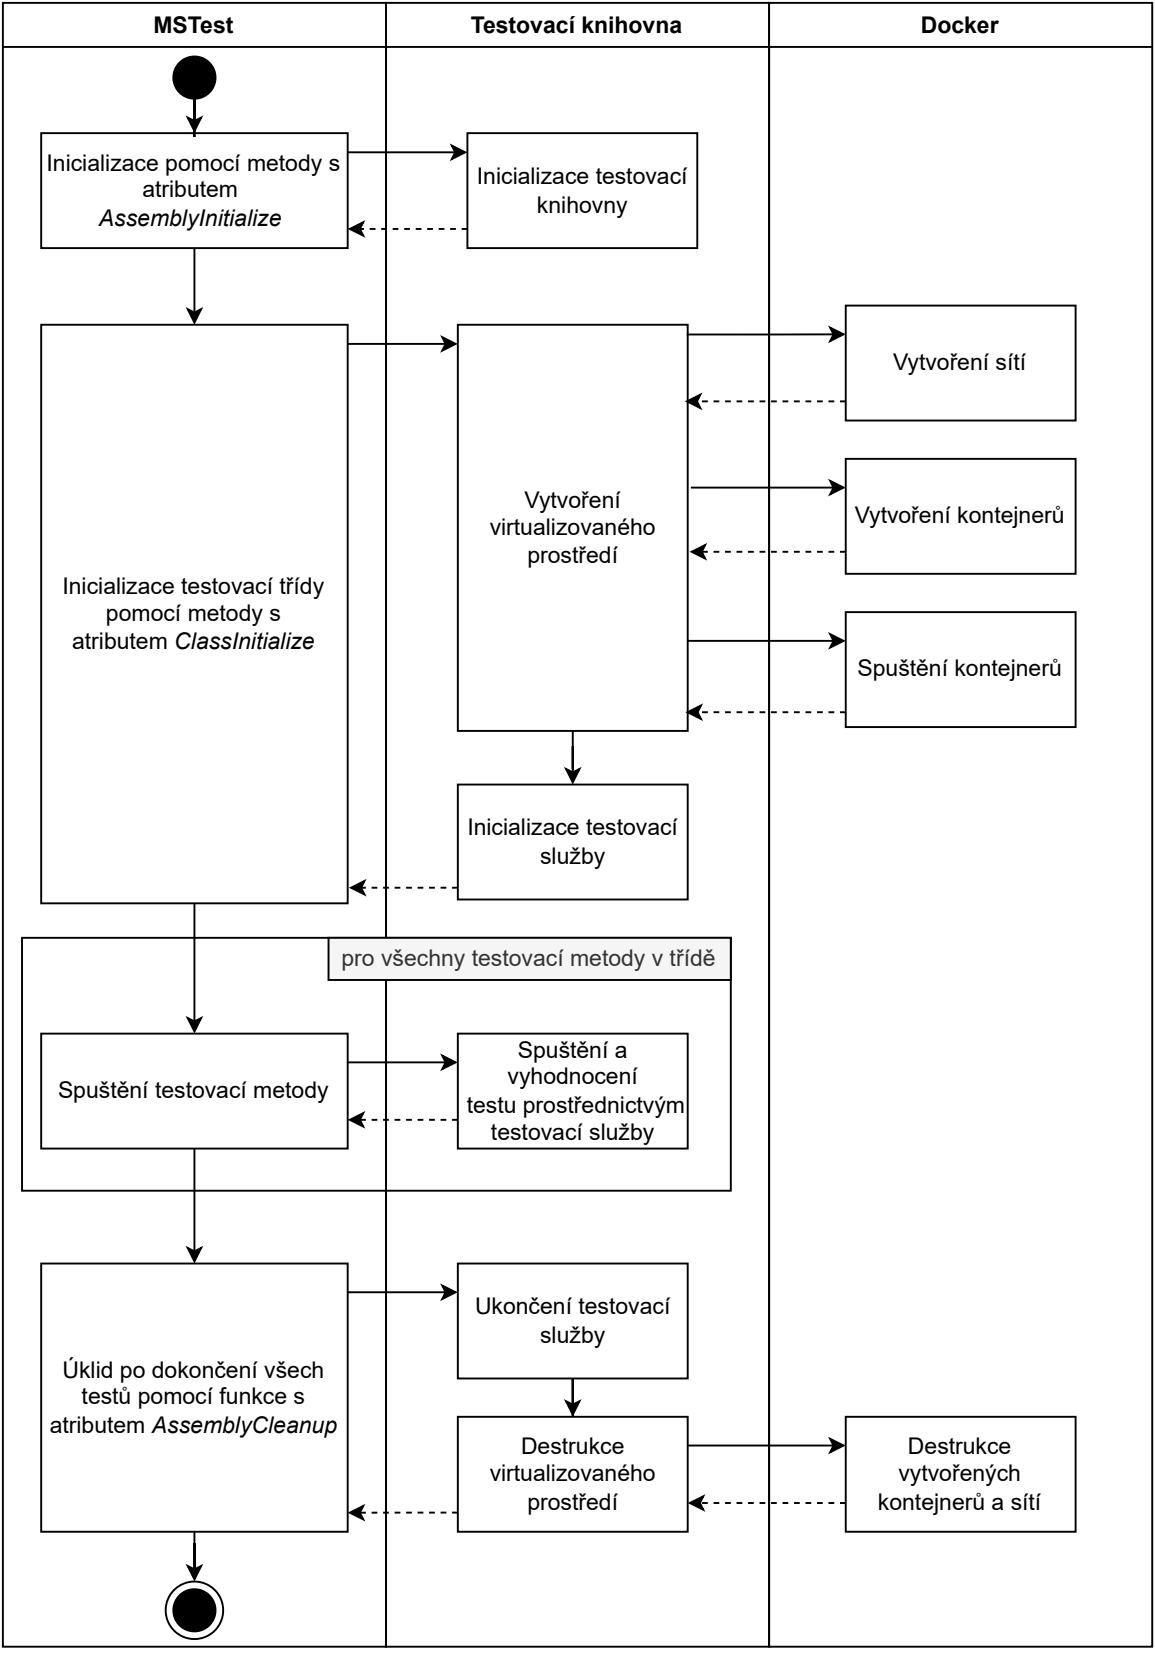 MSTest
Testovací knihovna
Docker
Inicializace pomocí metody s
atributem
AssemblyInitialize
Inicializace testovací
knihovny
Vytvoření sítí
Vytvoření
virtualizovaného
prostředí
Vytvoření kontejnerů
Inicializace testovací třídy
pomocí metody s
atributem ClassInitialize
Spuštění kontejnerů
Inicializace testovací
služby
pro všechny testovací metody v třídě
Spuštění testovací metody
Spuštění a
vyhodnocení
testu prostřednictvým
testovací služby
Ukončení testovací
služby
Úklid po dokončení všech
testů pomocí funkce s
atributem AssemblyCleanup
Destrukce
virtualizovaného
prostředí
Destrukce
vytvořených
kontejnerů a sítí